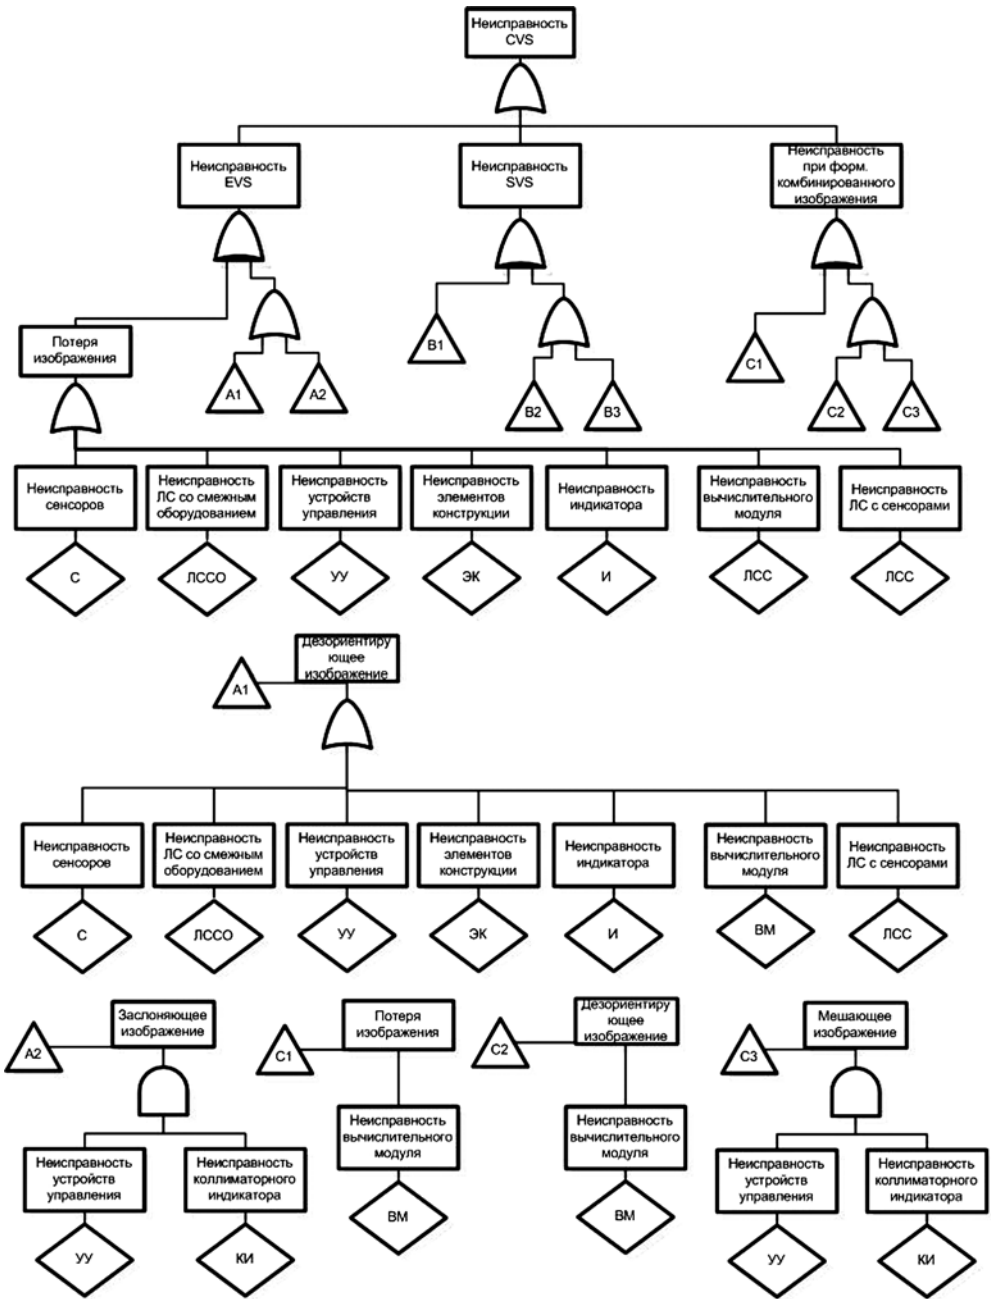 Неисправность
CVS
Неисправность
EVS
Неисправность
SVS
Неисправность
при форм.
комбинированного
изображения
Потеря
изображения
A1
A2
B1
B2
B3
C1
C2
C3
Неисправность
сенсоров
Неисправность
ЛС со смежным
оборудованием
Неисправность
устройств
управления
Неисправность
элементов
конструкции
Неисправность
индикатора
Неисправность
вычислительного
модуля
Неисправность
ЛС с сенсорами
С
ЛССО
УУ
ЭК
И
ЛСС
ЛСС
A1
Дезориентиру
ющее
изображение
Неисправность
сенсоров
Неисправность
ЛС со смежным
оборудованием
Неисправность
устройств
управления
Неисправность
элементов
конструкции
Неисправность
индикатора
Неисправность
вычислительного
модуля
Неисправность
ЛС с сенсорами
С
ЛССО
УУ
ЭК
И
ВМ
ЛСС
A2
Заслоняющее
изображение
Неисправность
устройств
управления
Неисправность
коллиматорного
индикатора
УУ
КИ
C1
Потеря
изображения
Неисправность
вычислительного
модуля
ВМ
C2
Дезориентиру
ющее
изображение
Неисправность
вычислительного
модуля
ВМ
C3
Мешающее
изображение
Неисправность
устройств
управления
Неисправность
коллиматорного
индикатора
УУ
КИ